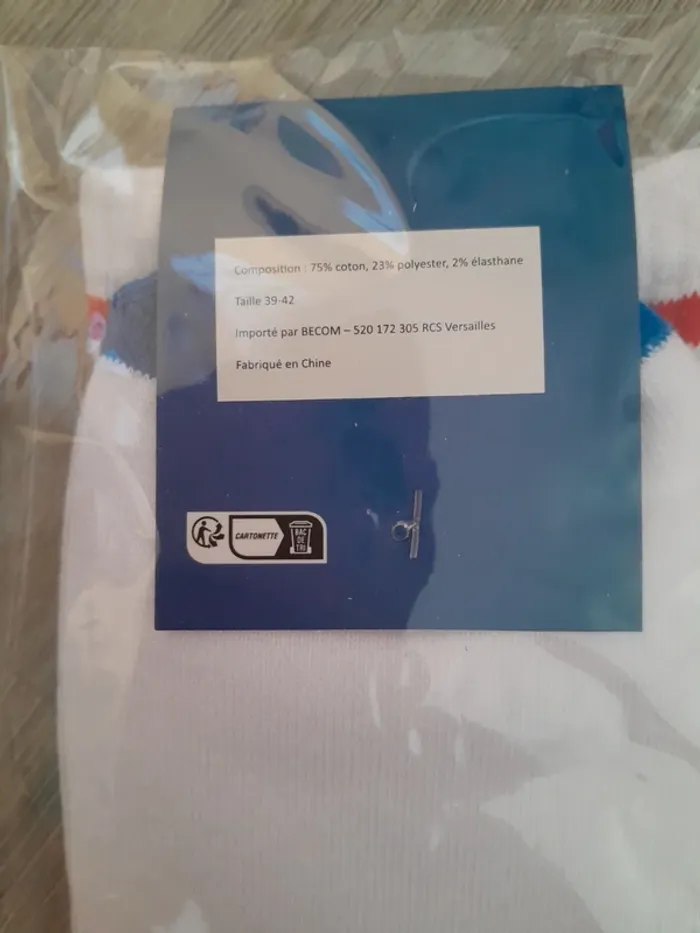 Composition : 75% coton, 23% polyester, 2% élasthane
Taille 39-42
Importé par BECOM – 520 172 305 RCS Versailles
Fabriqué en Chine
CARTONETTE
BAC
DE
TRI